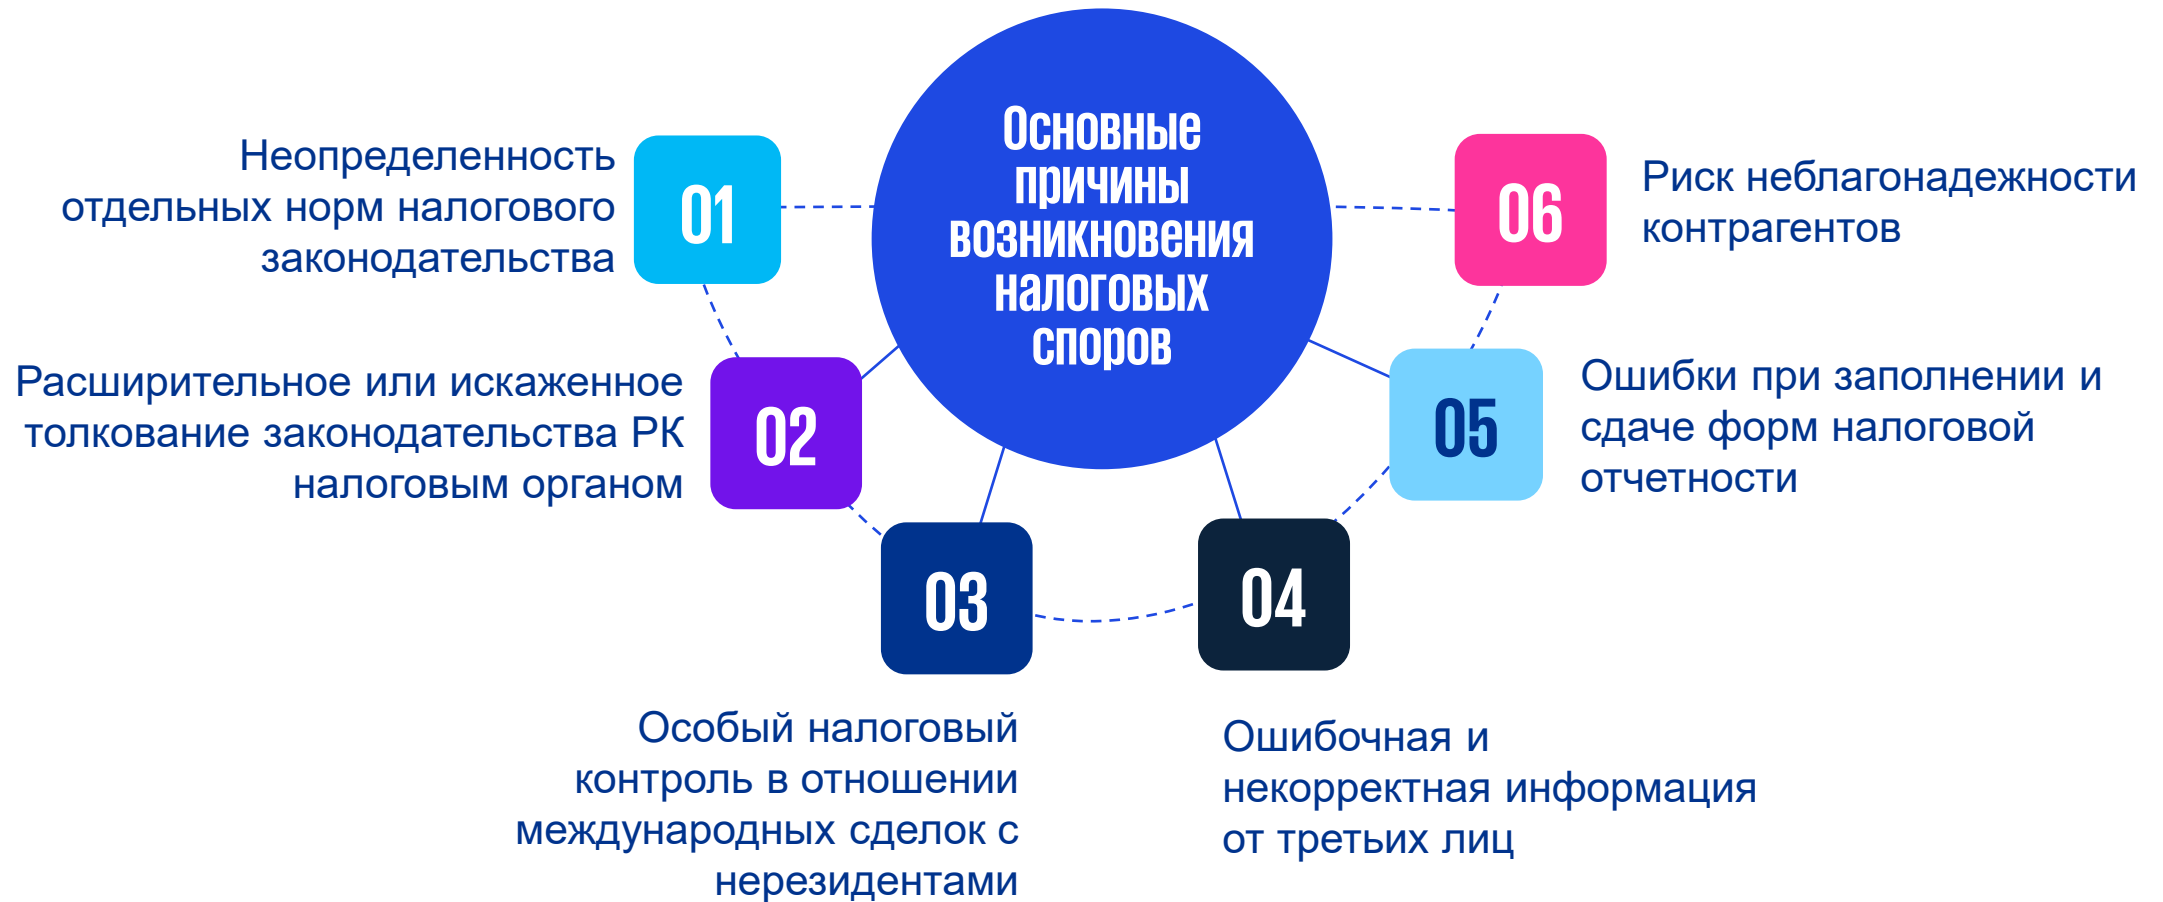 Основные
причины
возникновения
налоговых
споров
01
Неопределенность
отдельных норм налогового
законодательства
02
Расширительное или искаженное
толкование законодательства РК
налоговым органом
03
Особый налоговый
контроль в отношении
международных сделок с
нерезидентами
04
Ошибочная и
некорректная информация
от третьих лиц
05
Ошибки при заполнении и
сдаче форм налоговой
отчетности
06
Риск неблагонадежности
контрагентов